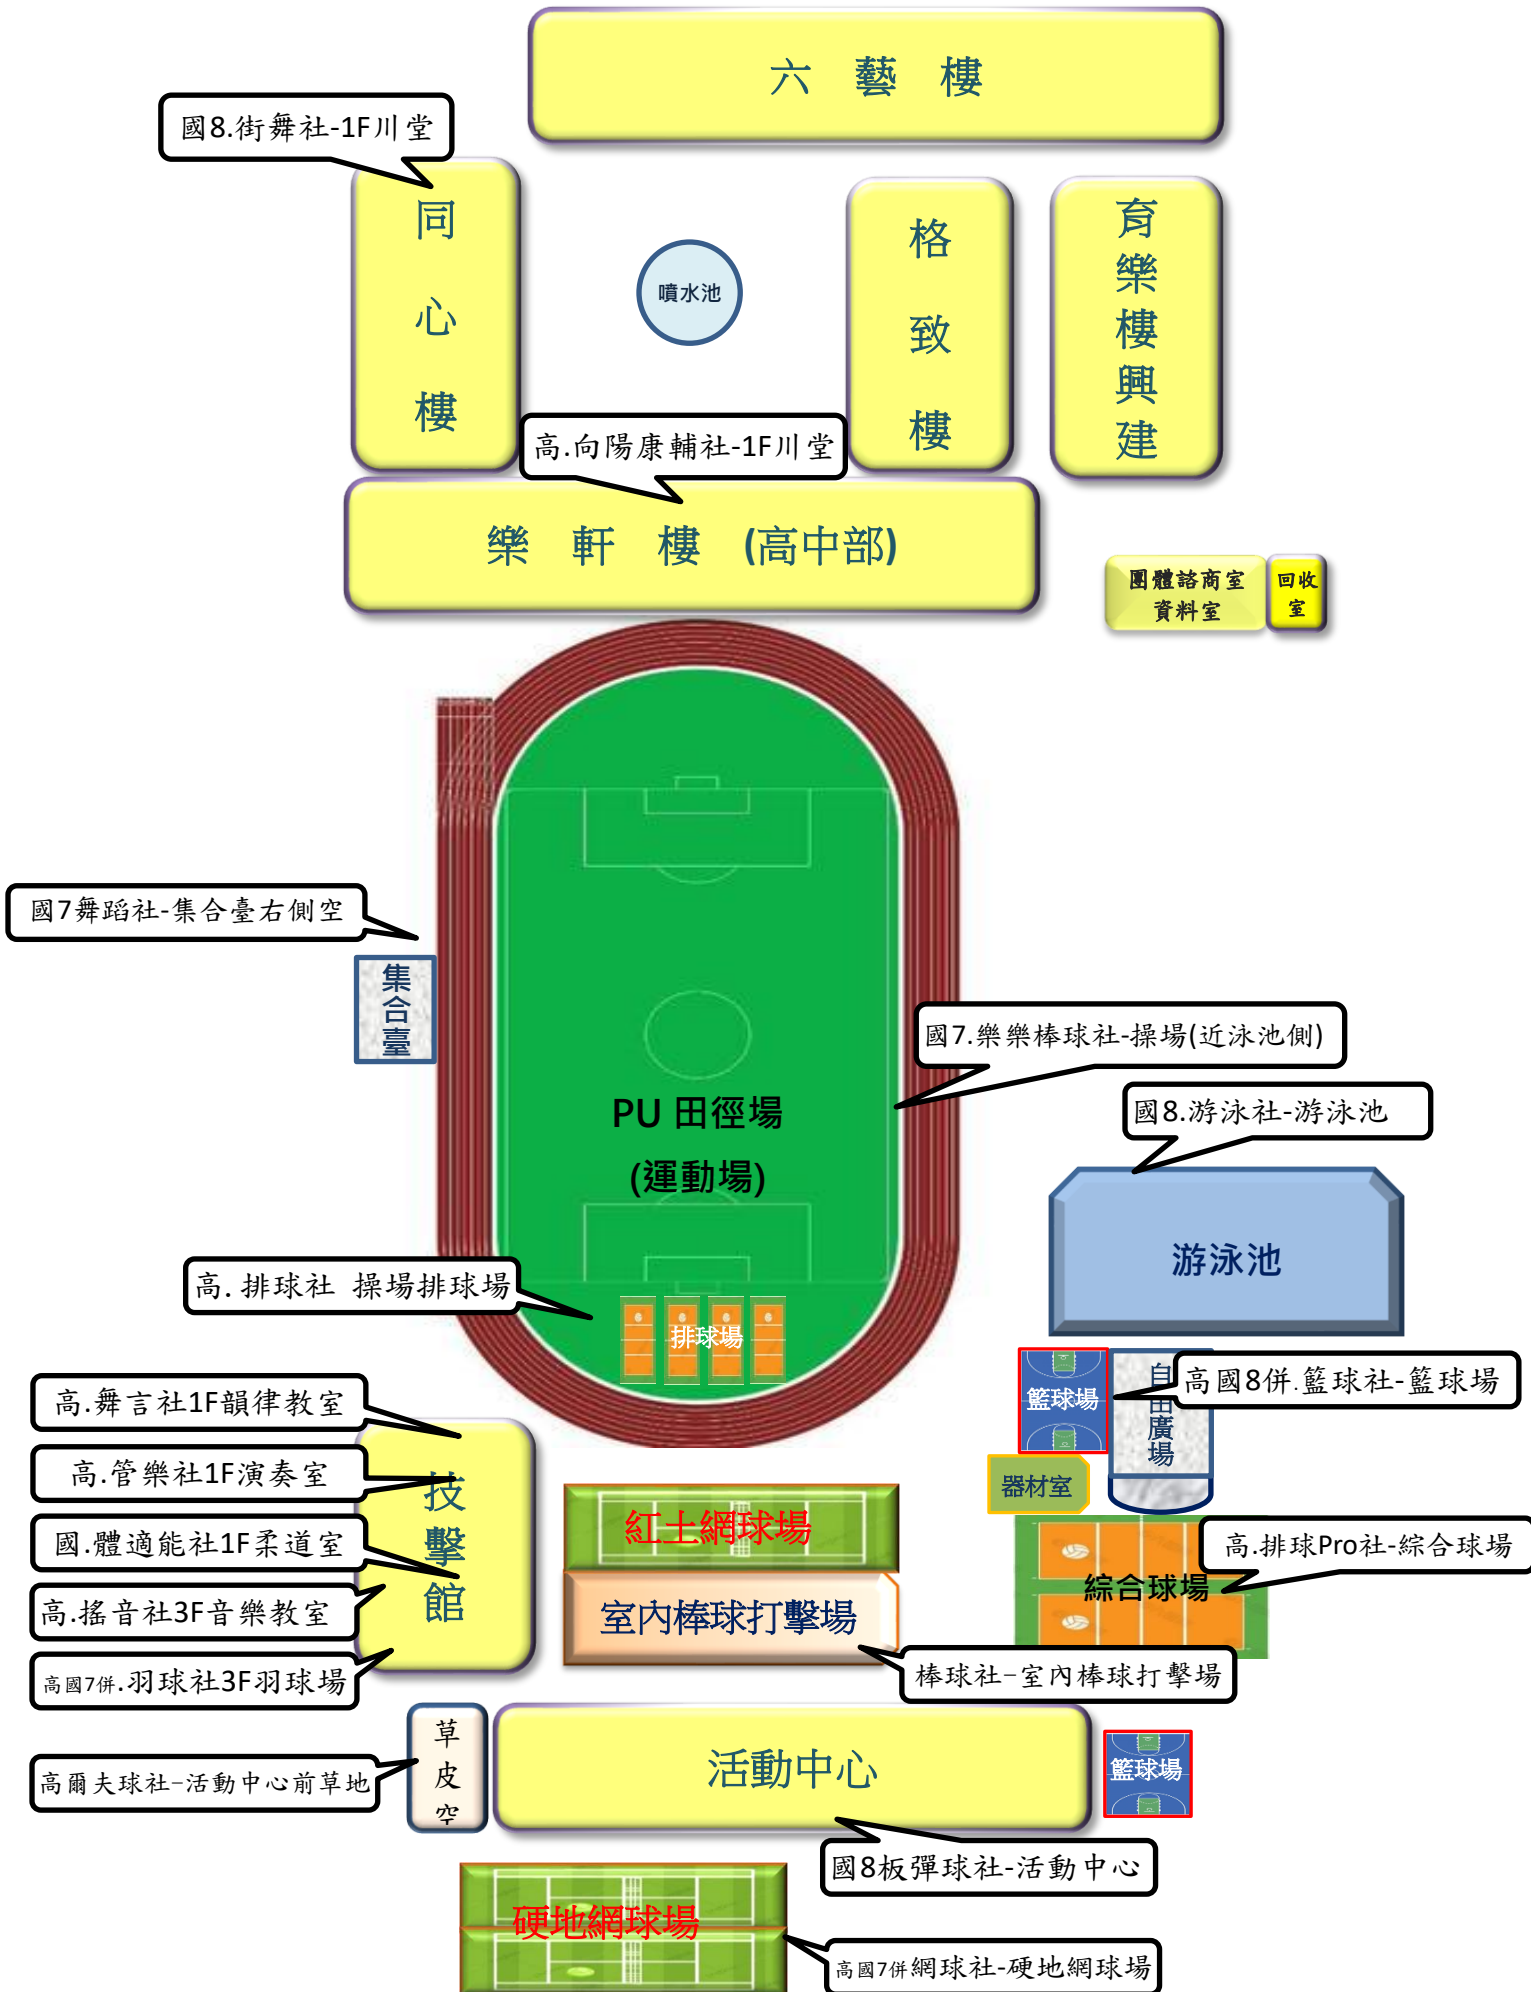 六 藝 樓
國8.街舞社-1F川堂
同心樓
噴水池
格致樓
育樂樓興建
高.向陽康輔社-1F川堂
樂 軒 樓 (高中部)
團體諮商室
資料室
回收
室
國7舞蹈社-集合臺右側空
集合臺
國7.樂樂棒球社-操場(近泳池側)
PU 田徑場
(運動場)
國8.游泳社-游泳池
游泳池
高.排球社 操場排球場
排球場
籃球場
自由廣場
高國8併.籃球社-籃球場
高.舞言社1F韻律教室
高.管樂社1F演奏室
國.體適能社1F柔道室
高.搖音社3F音樂教室
高國7併.羽球社3F羽球場
技擊館
器材室
紅土網球場
室內棒球打擊場
高.排球Pro社-綜合球場
綜合球場
棒球社-室內棒球打擊場
草皮空
高爾夫球社-活動中心前草地
活動中心
籃球場
國8板彈球社-活動中心
硬地網球場
高國7併網球社-硬地網球場